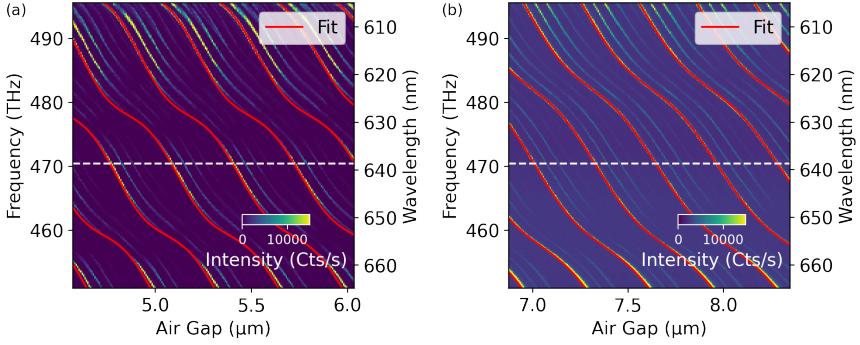 (a)
Fit
490
480
470
460
610
620
630
640
650
660
Frequency (THz)
Wavelength (nm)
0 10000
Intensity (Cts/s)
5.0 5.5 6.0
Air Gap (μm)
(b)
Fit
490
480
470
460
610
620
630
640
650
660
Frequency (THz)
Wavelength (nm)
0 10000
Intensity (Cts/s)
7.0 7.5 8.0
Air Gap (μm)